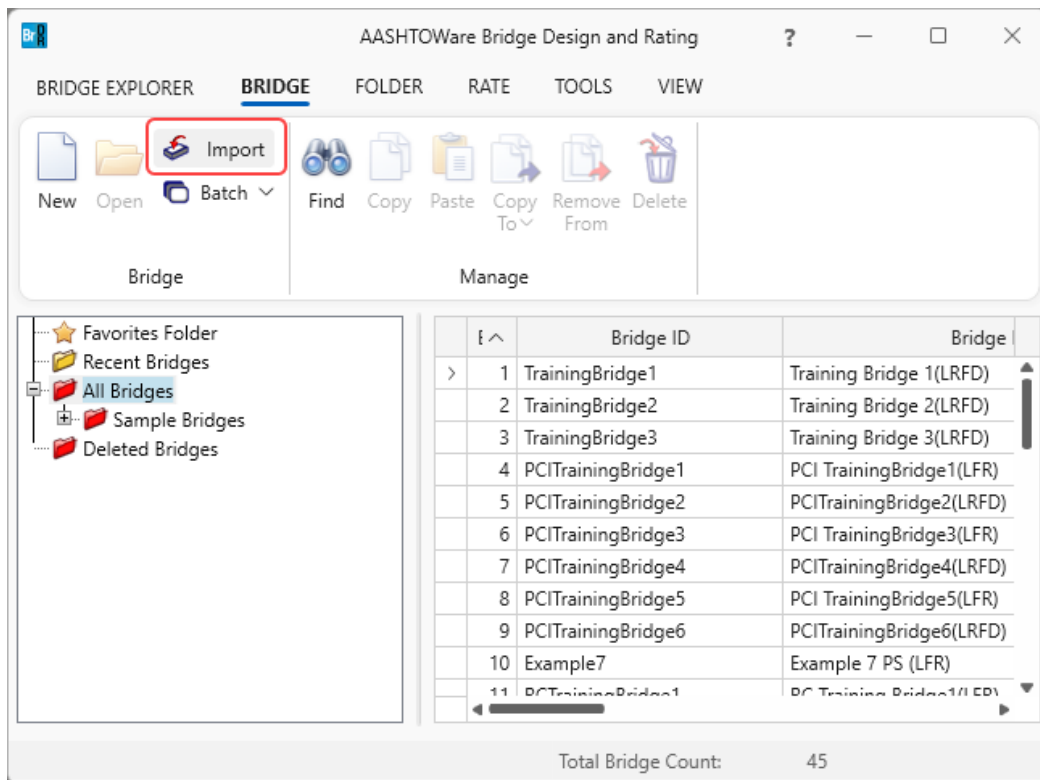 Br DR AASHTOWare Bridge Design and Rating ?
BRIDGE EXPLORER BRIDGE FOLDER RATE TOOLS VIEW
New Open Import Batch Find Copy Paste Copy To Remove From Delete
Bridge Manage
Favorites Folder
Recent Bridges
All Bridges
Sample Bridges
Deleted Bridges
Bridge ID Bridge
1 TrainingBridge1 Training Bridge 1(LRFD)
2 TrainingBridge2 Training Bridge 2(LRFD)
3 TrainingBridge3 Training Bridge 3(LRFD)
4 PCITrainingBridge1 PCI TrainingBridge1(LFR)
5 PCITrainingBridge2 PCITrainingBridge2(LRFD)
6 PCITrainingBridge3 PCI TrainingBridge3(LFR)
7 PCITrainingBridge4 PCITrainingBridge4(LRFD)
8 PCITrainingBridge5 PCI TrainingBridge5(LFR)
9 PCITrainingBridge6 PCITrainingBridge6(LRFD)
10 Example7 Example 7 PS (LFR)
11
Total Bridge Count: 45